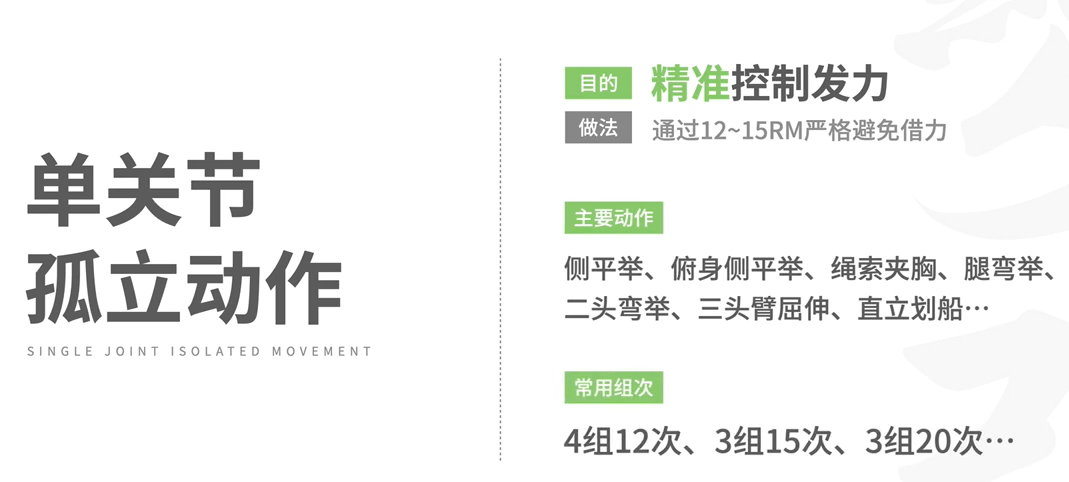 单关节
孤立动作
SINGLE JOINT ISOLATED MOVEMENT
目的 精准控制发力
做法 通过12~15RM严格避免借力
主要动作
侧平举、俯身侧平举、绳索夹胸、腿弯举、
二头弯举、三头臂屈伸、直立划船…
常用组次
4组12次、3组15次、3组20次…